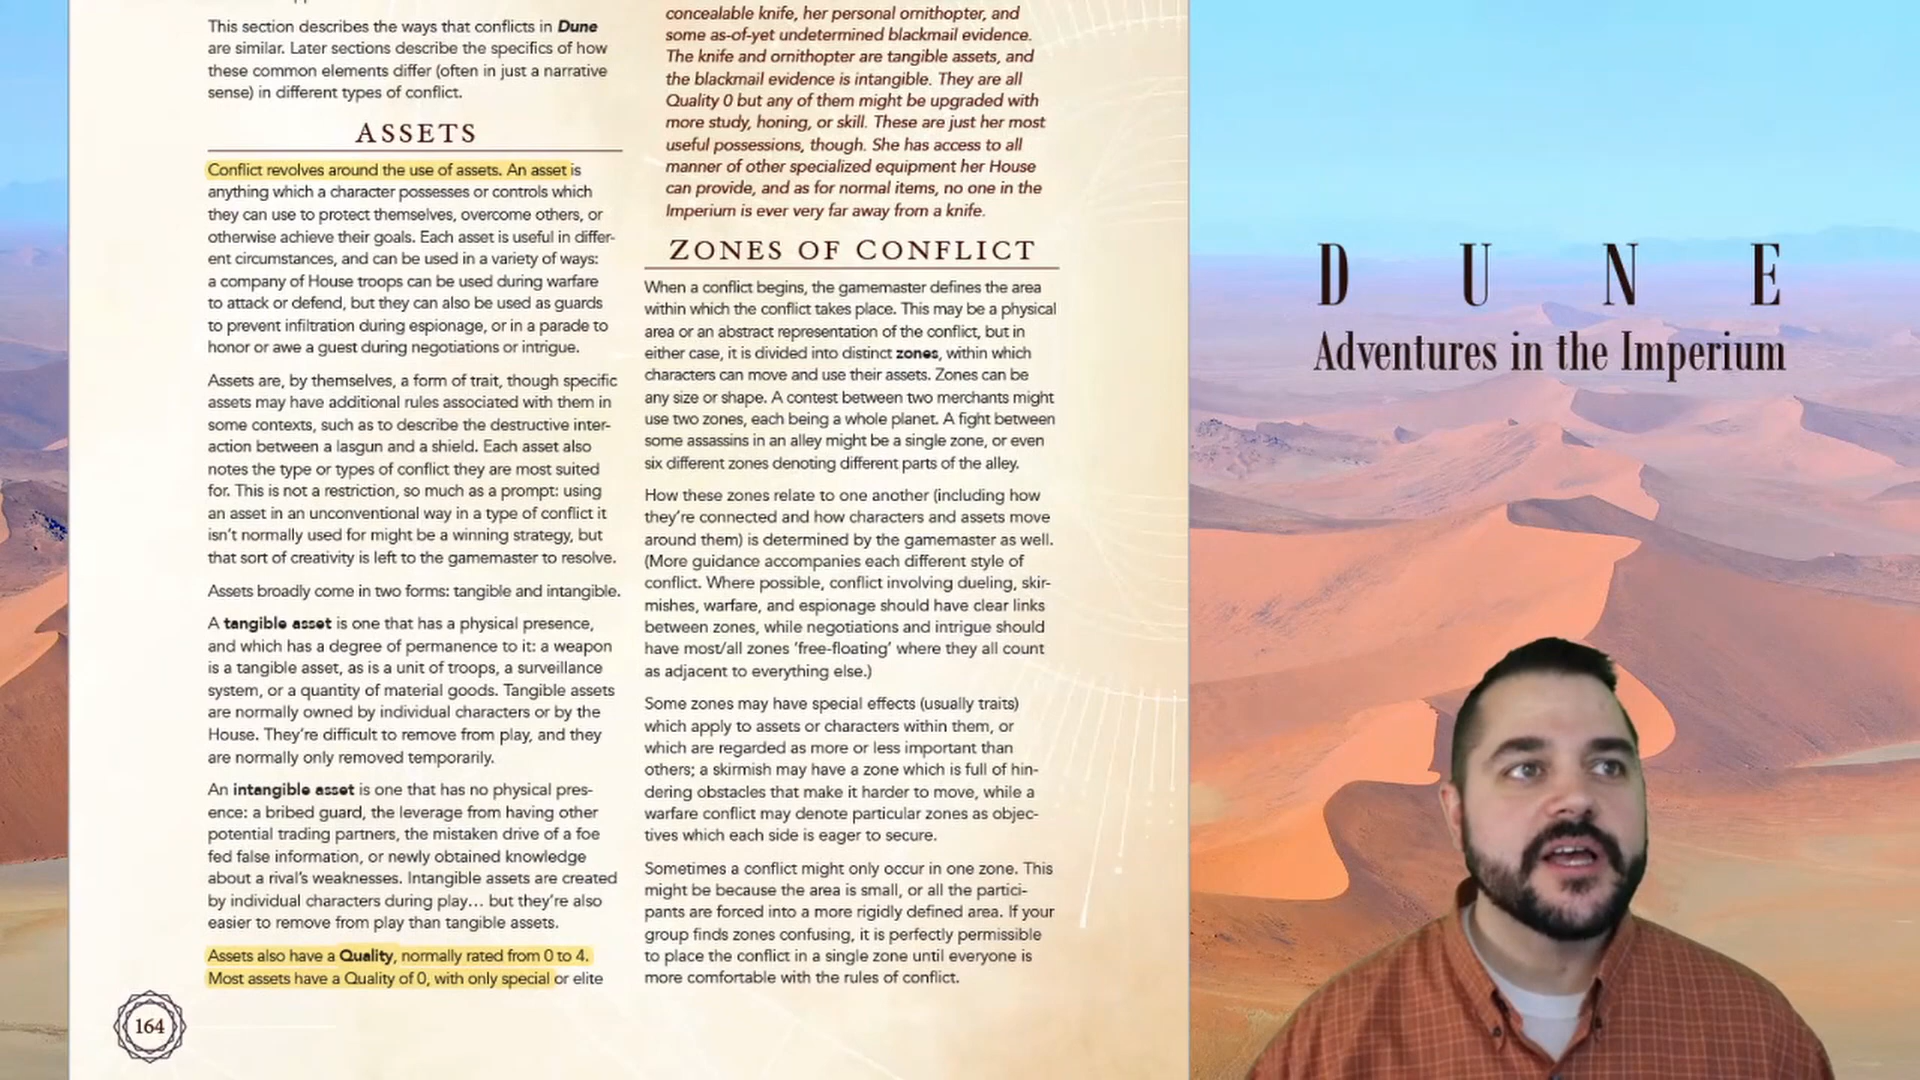 This section describes the ways that conflicts in Dune
are similar. Later sections describe the specifics of how
these common elements differ (often in just a narrative
sense) in different types of conflict.
ASSETS
Conflict revolves around the use of assets. An asset is
anything which a character possesses or controls which
they can use to protect themselves, overcome others, or
otherwise achieve their goals. Each asset is useful in differ-
ent circumstances, and can be used in a variety of ways:
a company of House troops can be used during warfare
to attack or defend, but they can also be used as guards
to prevent infiltration during espionage, or in a parade to
honor or awe a guest during negotiations or intrigue.
Assets are, by themselves, a form of trait, though specific
assets may have additional rules associated with them in
some contexts, such as to describe the destructive inter-
action between a lasgun and a shield. Each asset also
notes the type or types of conflict they are most suited
for. This is not a restriction, so much as a prompt: using
an asset in an unconventional way in a type of conflict it
isn't normally used for might be a winning strategy, but
that sort of creativity is left to the gamemaster to resolve.
Assets broadly come in two forms: tangible and intangible.
A tangible asset is one that has a physical presence,
and which has a degree of permanence to it: a weapon
is a tangible asset, as is a unit of troops, a surveillance
system, or a quantity of material goods. Tangible assets
are normally owned by individual characters or by the
House. They're difficult to remove from play, and they
are normally only removed temporarily.
An intangible asset is one that has no physical pres-
ence: a bribed guard, the leverage from having other
potential trading partners, the mistaken drive of a foe
fed false information, or newly obtained knowledge
about a rival's weaknesses. Intangible assets are created
by individual characters during play… but they're also
easier to remove from play than tangible assets.
Assets also have a Quality, normally rated from 0 to 4.
Most assets have a Quality of 0, with only special or elite
164
concealable knife, her personal ornithopter, and
some as-of-yet undetermined blackmail evidence.
The knife and ornithopter are tangible assets, and
the blackmail evidence is intangible. They are all
Quality 0 but any of them might be upgraded with
more study, honing, or skill. These are just her most
useful possessions, though. She has access to all
manner of other specialized equipment her House
can provide, and as for normal items, no one in the
Imperium is ever very far away from a knife.
ZONES OF CONFLICT
When a conflict begins, the gamemaster defines the area
within which the conflict takes place. This may be a physical
area or an abstract representation of the conflict, but in
either case, it is divided into distinct zones, within which
characters can move and use their assets. Zones can be
any size or shape. A contest between two merchants might
use two zones, each being a whole planet. A fight between
some assassins in an alley might be a single zone, or even
six different zones denoting different parts of the alley.
How these zones relate to one another (including how
they're connected and how characters and assets move
around them) is determined by the gamemaster as well.
(More guidance accompanies each different style of
conflict. Where possible, conflict involving dueling, skir-
mishes, warfare, and espionage should have clear links
between zones, while negotiations and intrigue should
have most/all zones 'free-floating' where they all count
as adjacent to everything else.)
Some zones may have special effects (usually traits)
which apply to assets or characters within them, or
which are regarded as more or less important than
others; a skirmish may have a zone which is full of hin-
dering obstacles that make it harder to move, while a
warfare conflict may denote particular zones as objec-
tives which each side is eager to secure.
Sometimes a conflict might only occur in one zone. This
might be because the area is small, or all the partici-
pants are forced into a more rigidly defined area. If your
group finds zones confusing, it is perfectly permissible
to place the conflict in a single zone until everyone is
more comfortable with the rules of conflict.
D U N E
Adventures in the Imperium